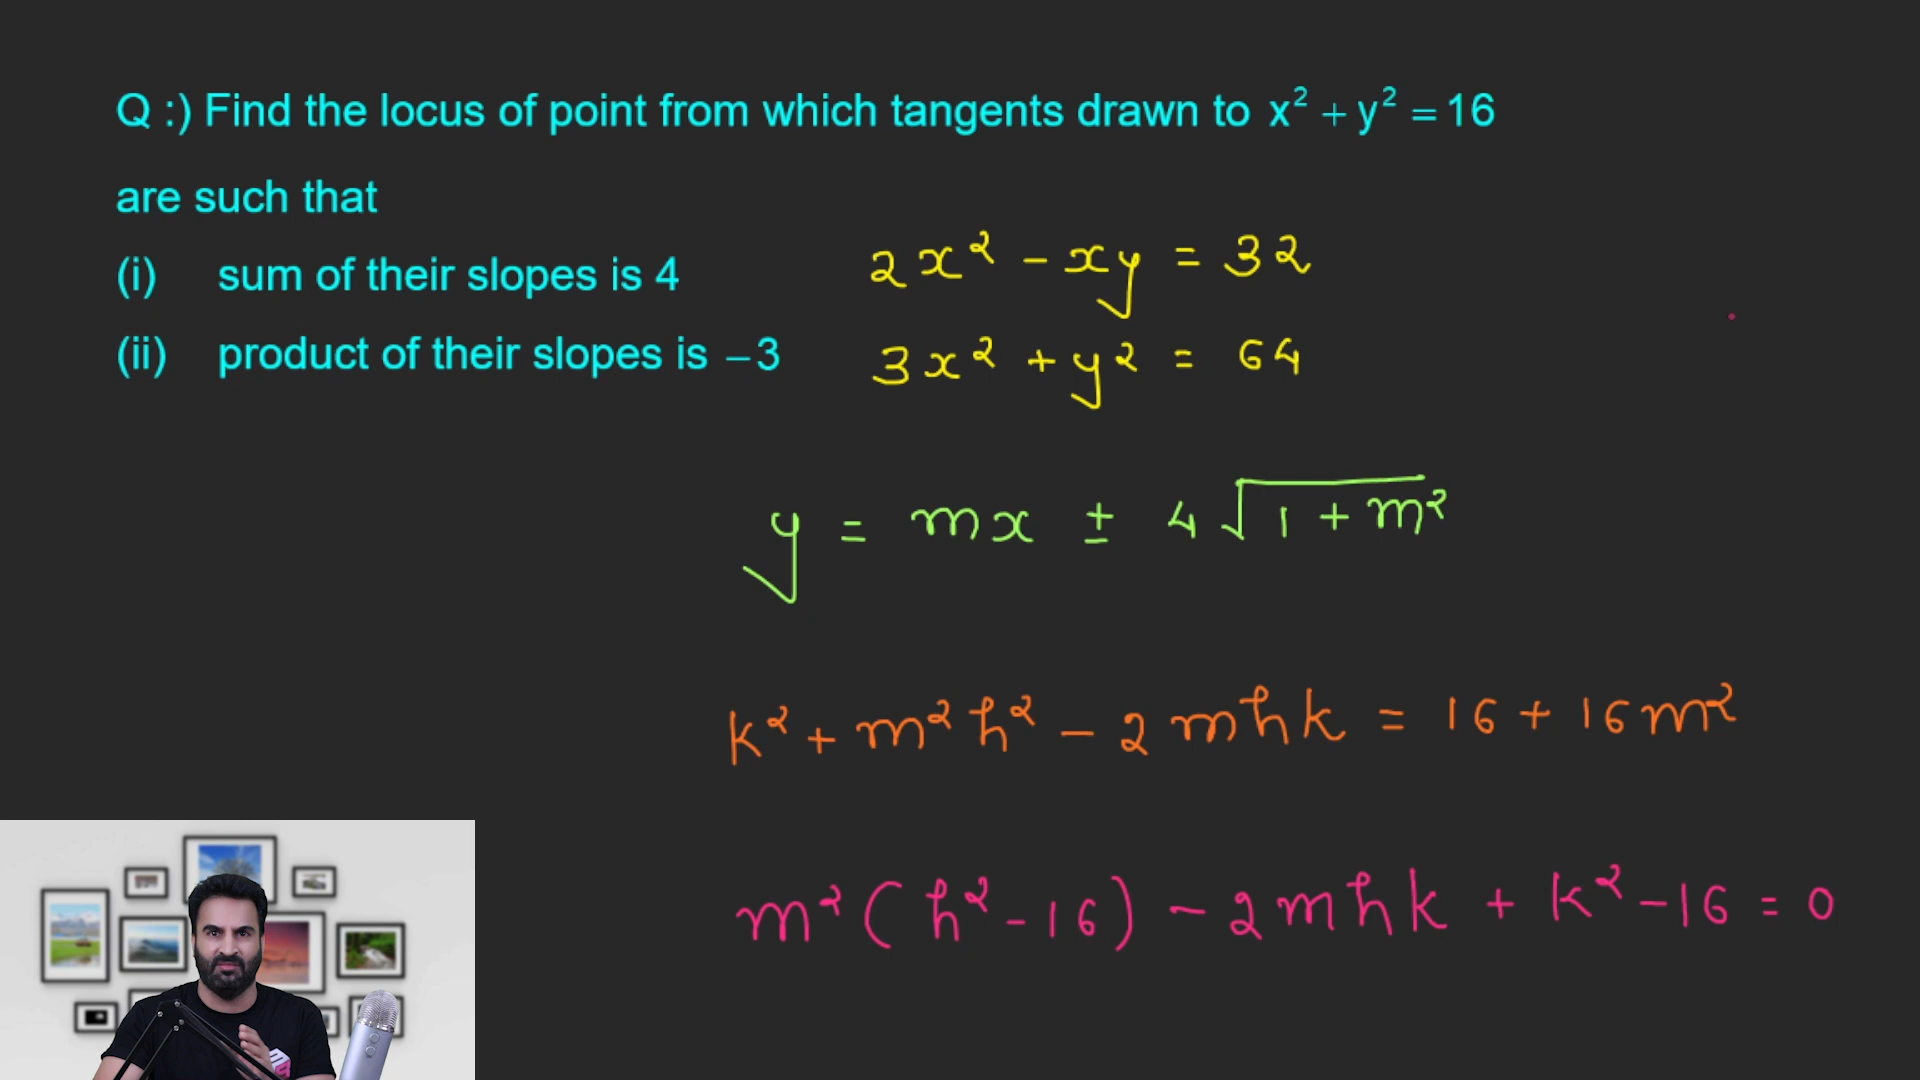 Q :) Find the locus of point from which tangents drawn to x² + y² = 16
are such that
(i) sum of their slopes is 4
2x² - xy = 32
(ii) product of their slopes is −3
3x² + y² = 64
y = mx ± 4√(1 + m²)
k² + m²h² - 2mhk = 16 + 16m²
m²(h² - 16) - 2mhk + k² - 16 = 0